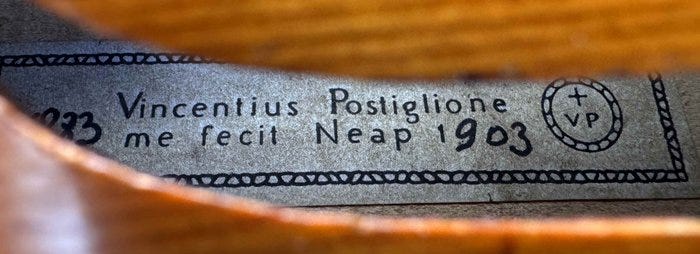 Vincentius Postiglione
me fecit Neap 1903
+
VP